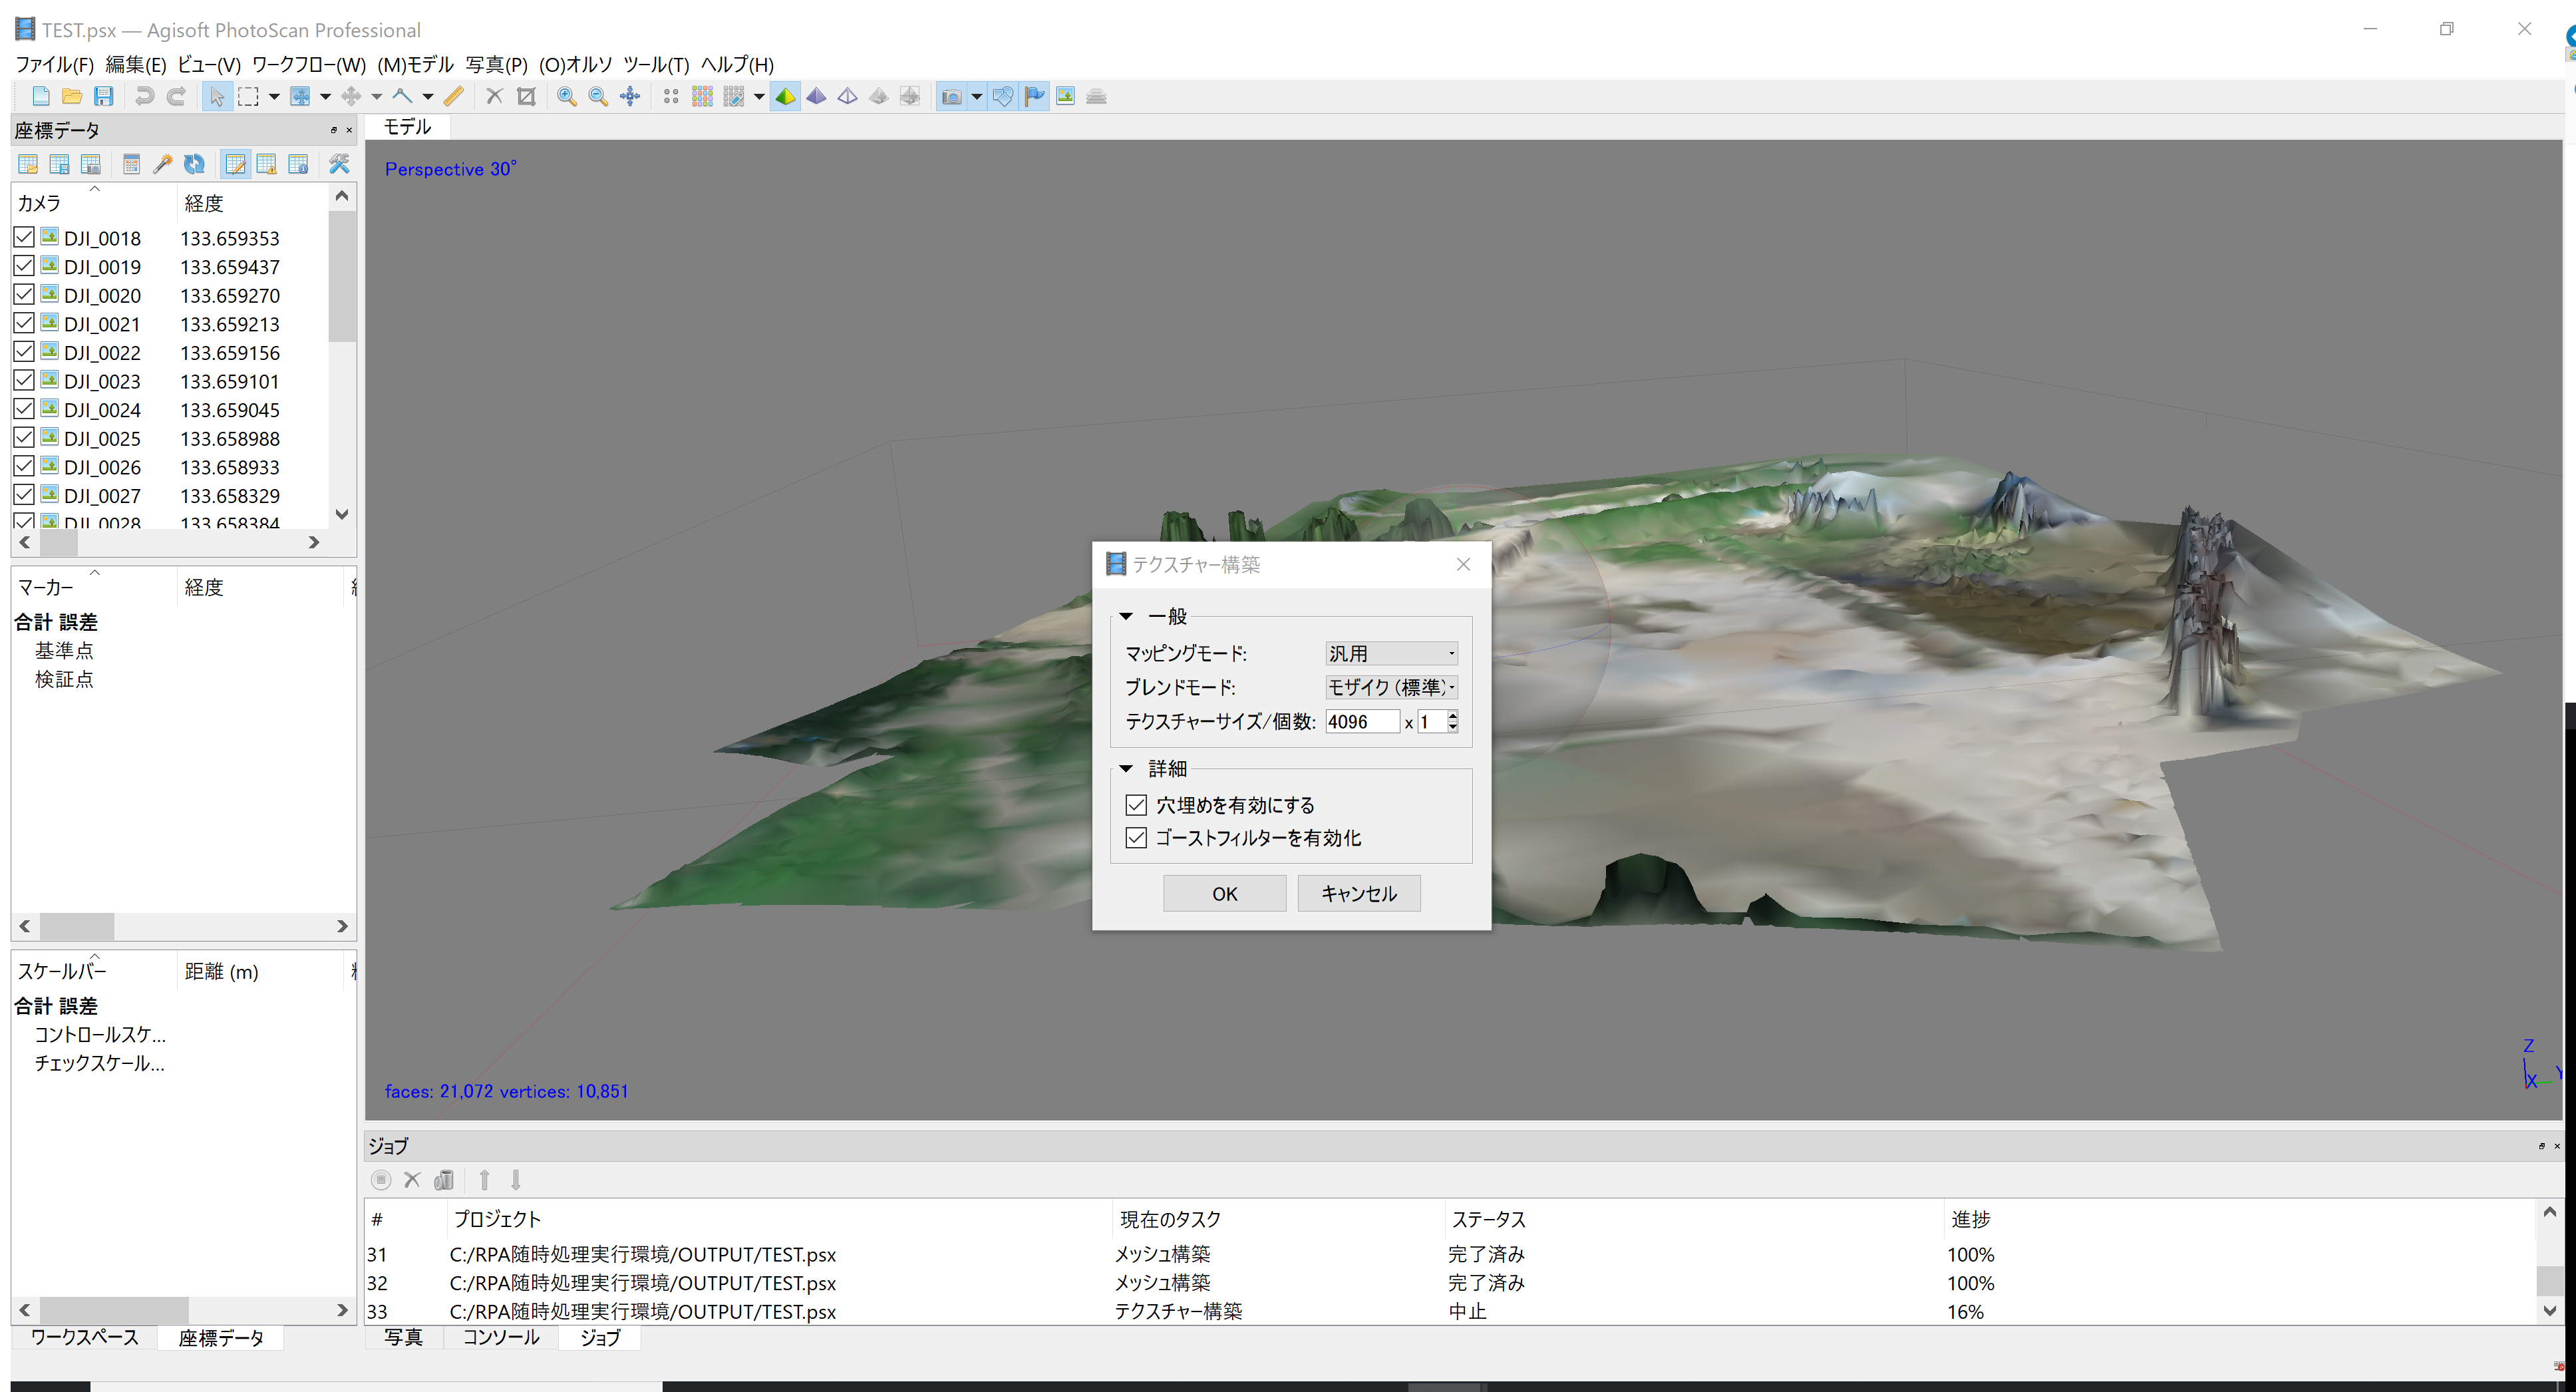 TEST.psx — Agisoft PhotoScan Professional
ファイル(F) 編集(E) ビュー(V) ワークフロー(W) (M)モデル 写真(P) (O)オルソ ツール(T) ヘルプ(H)
座標データ
カメラ 経度
DJI_0018 133.659353
DJI_0019 133.659437
DJI_0020 133.659270
DJI_0021 133.659213
DJI_0022 133.659156
DJI_0023 133.659101
DJI_0024 133.659045
DJI_0025 133.658988
DJI_0026 133.658933
DJI_0027 133.658329
DJI_0028 133.658384
マーカー 経度
合計 誤差
基準点
検証点
スケールバー 距離 (m)
合計 誤差
コントロールスケ...
チェックスケール...
ワークスペース 座標データ
モデル
Perspective 30°
テクスチャー構築
一般
マッピングモード: 汎用
ブレンドモード: モザイク (標準)
テクスチャーサイズ/個数: 4096 x 1
詳細
穴埋めを有効にする
ゴーストフィルターを有効化
OK キャンセル
Z
X Y
faces: 21,072 vertices: 10,851
ジョブ
# プロジェクト 現在のタスク ステータス 進捗
31 C:/RPA随時処理実行環境/OUTPUT/TEST.psx メッシュ構築 完了済み 100%
32 C:/RPA随時処理実行環境/OUTPUT/TEST.psx メッシュ構築 完了済み 100%
33 C:/RPA随時処理実行環境/OUTPUT/TEST.psx テクスチャー構築 中止 16%
写真 コンソール ジョブ